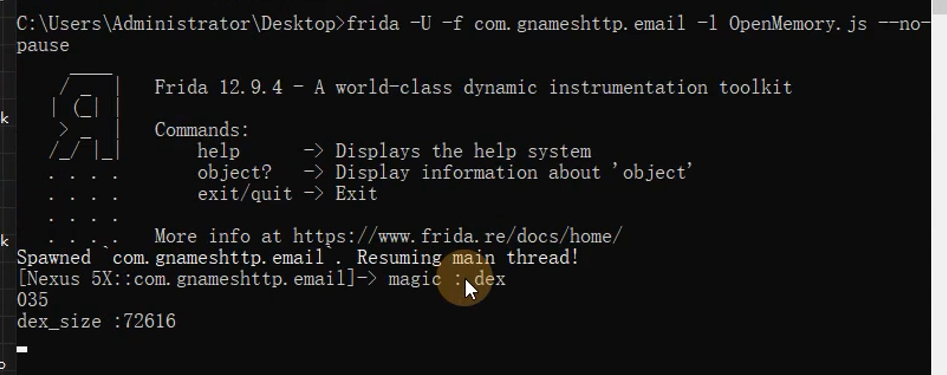 C:\Users\Administrator\Desktop>frida -U -f com.gnameshttp.email -l OpenMemory.js --no-
pause
Frida 12.9.4 - A world-class dynamic instrumentation toolkit
Commands:
help -> Displays the help system
object? -> Display information about 'object'
exit/quit -> Exit
More info at https://www.frida.re/docs/home/
Spawned `com.gnameshttp.email`. Resuming main thread!
[Nexus 5X::com.gnameshttp.email]-> magic : dex
035
dex_size :72616